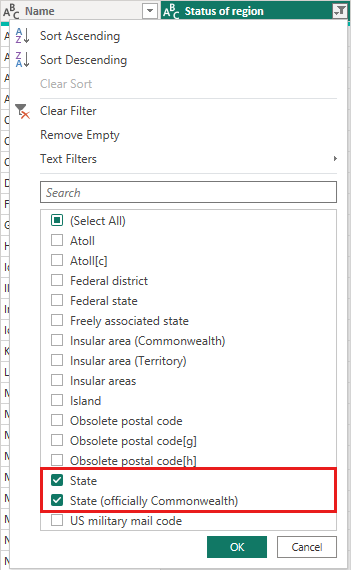 ABC Name ABC Status of region
A Z Sort Ascending
Z A Sort Descending
Clear Sort
Clear Filter
Remove Empty
Text Filters
Search
(Select All)
Atoll
Atoll[c]
Federal district
Federal state
Freely associated state
Insular area (Commonwealth)
Insular area (Territory)
Insular areas
Island
Obsolete postal code
Obsolete postal code[g]
Obsolete postal code[h]
State
State (officially Commonwealth)
US military mail code
OK Cancel